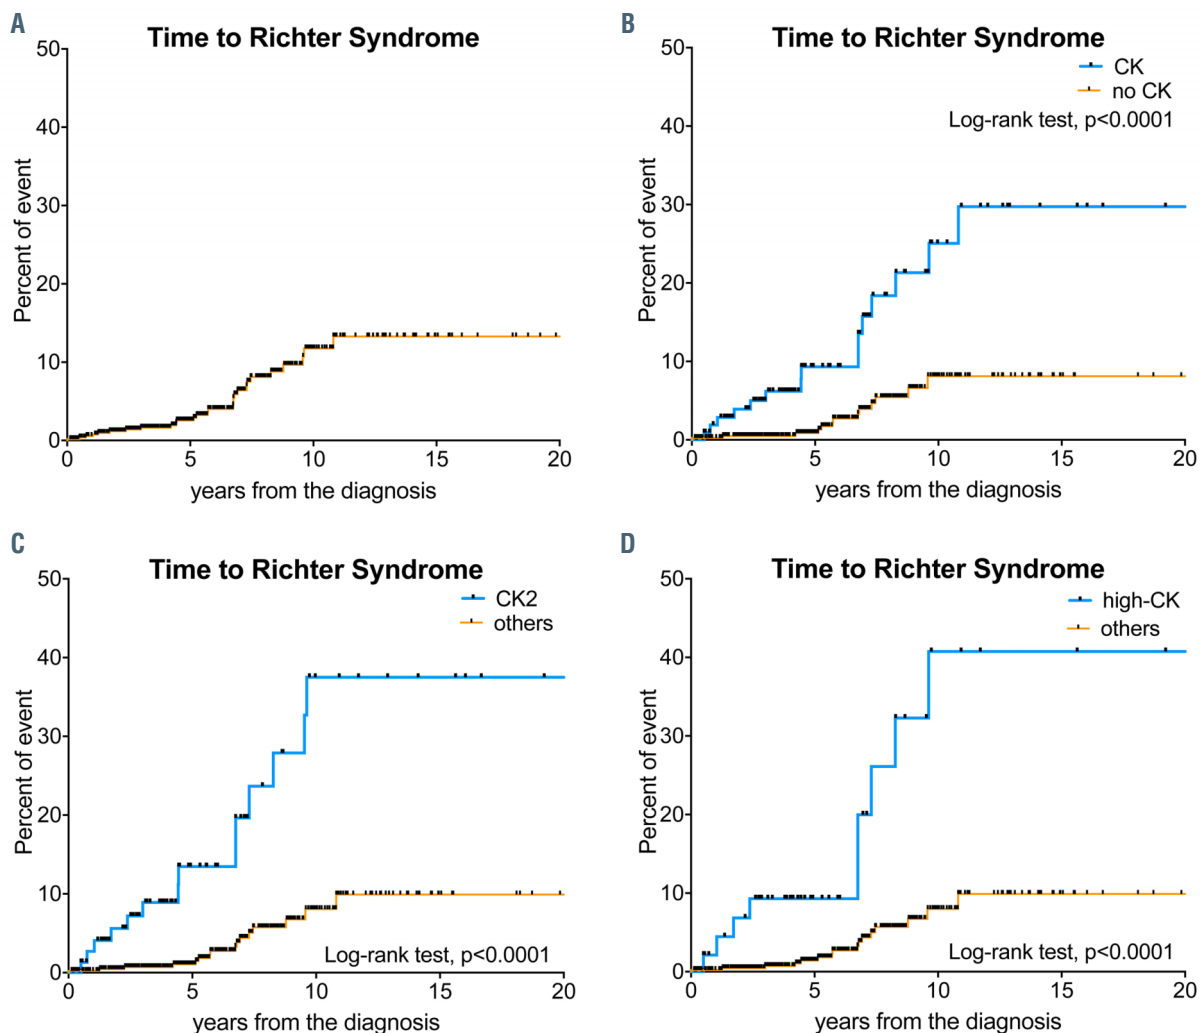 A
Time to Richter Syndrome
50
40
30
20
10
0
Percent of event
0 5 10 15 20
years from the diagnosis
B
Time to Richter Syndrome
CK
no CK
Log-rank test, p<0.0001
50
40
30
20
10
0
Percent of event
0 5 10 15 20
years from the diagnosis
C
Time to Richter Syndrome
CK2
others
50
40
30
20
10
0
Percent of event
Log-rank test, p<0.0001
0 5 10 15 20
years from the diagnosis
D
Time to Richter Syndrome
high-CK
others
50
40
30
20
10
0
Percent of event
Log-rank test, p<0.0001
0 5 10 15 20
years from the diagnosis